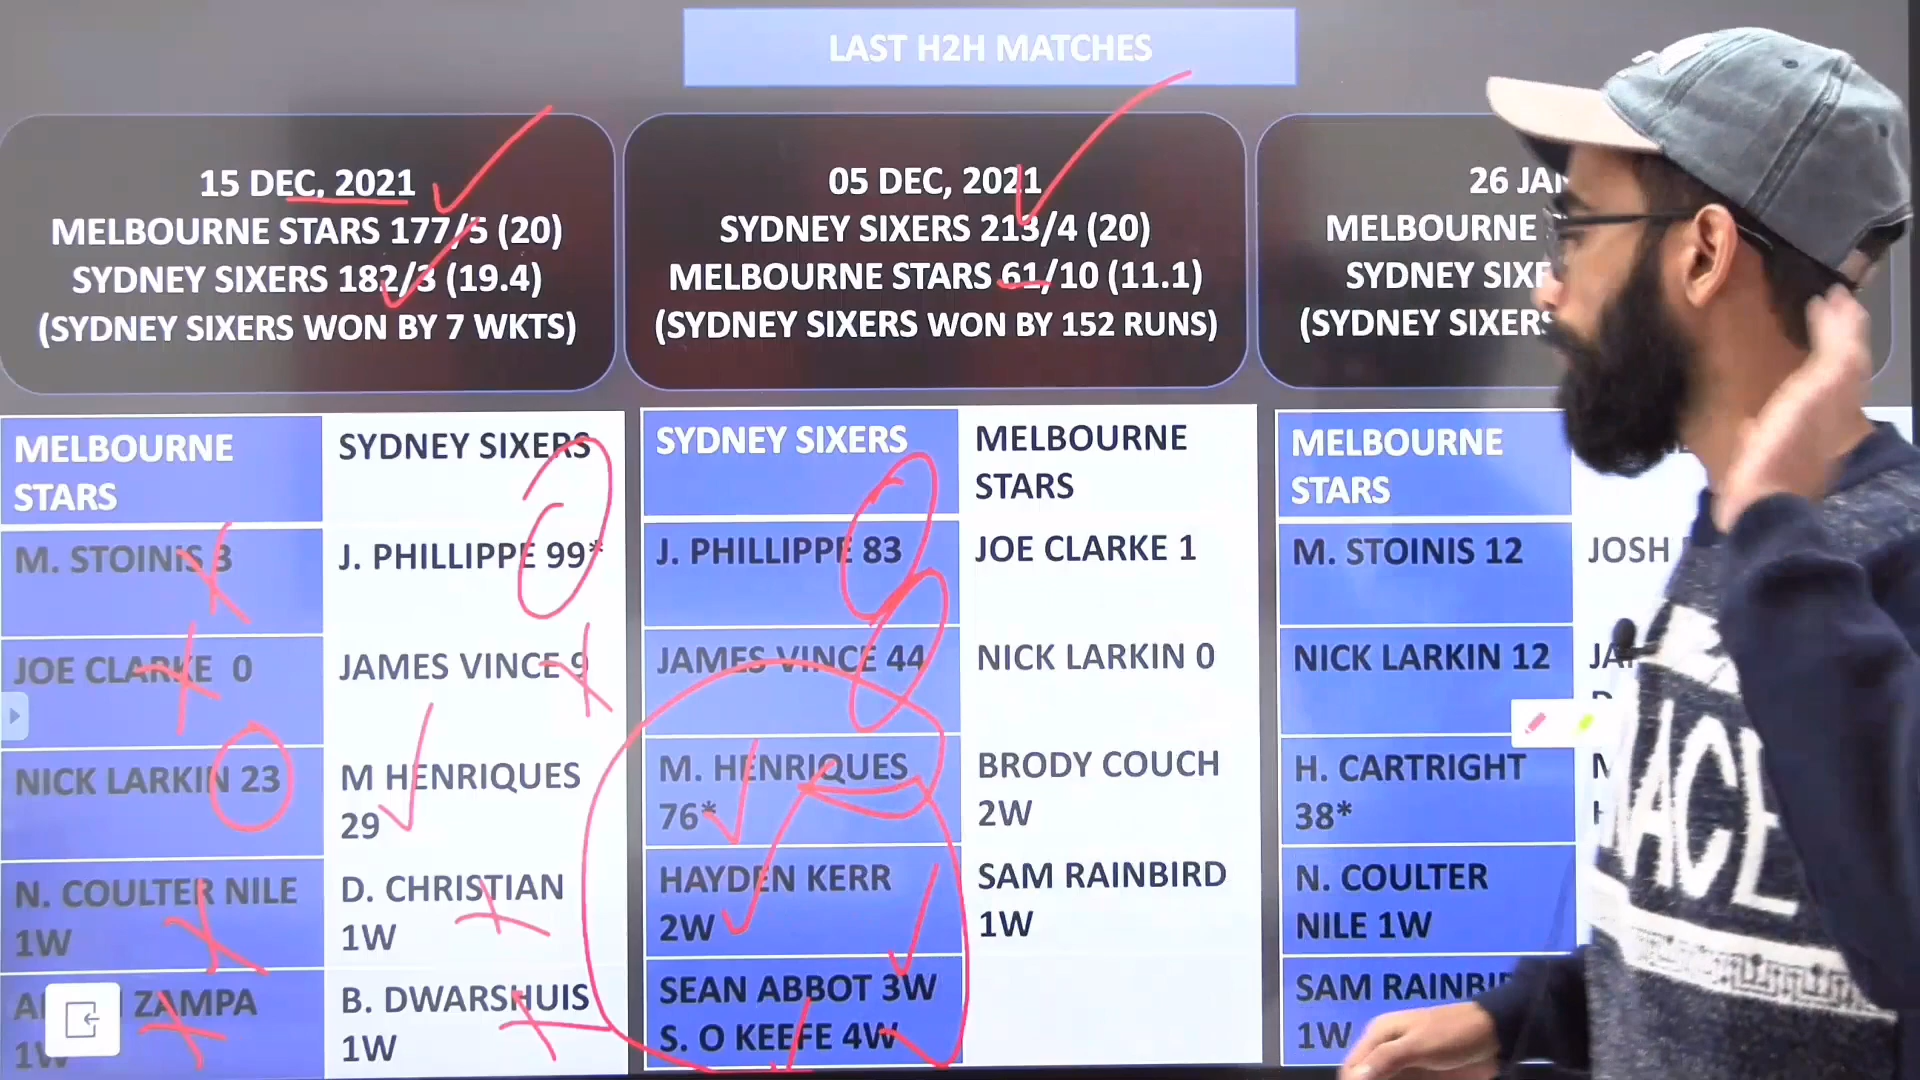 LAST H2H MATCHES
15 DEC, 2021
MELBOURNE STARS 177/5 (20)
SYDNEY SIXERS 182/3 (19.4)
(SYDNEY SIXERS WON BY 7 WKTS)
05 DEC, 2021
SYDNEY SIXERS 213/4 (20)
MELBOURNE STARS 61/10 (11.1)
(SYDNEY SIXERS WON BY 152 RUNS)
26 JAN
MELBOURNE
SYDNEY
(SYDNEY SIXERS
MELBOURNE
STARS
SYDNEY SIXERS
M. STOINIS 3
J. PHILLIPPE 99*
JOE CLARKE 0
JAMES VINCE 9
NICK LARKIN 23
M HENRIQUES
29
N. COULTER NILE
1W
D. CHRISTIAN
1W
ZAMPA
1W
B. DWARSHUIS
1W
SYDNEY SIXERS
MELBOURNE
STARS
J. PHILLIPPE 83
JOE CLARKE 1
JAMES VINCE 44
NICK LARKIN 0
M. HENRIQUES
76*
BRODY COUCH
2W
HAYDEN KERR
2W
SAM RAINBIRD
1W
SEAN ABBOT 3W
S. O KEEFE 4W
MELBOURNE
STARS
M. STOINIS 12
JOSH
NICK LARKIN 12
H. CARTRIGHT
38*
N. COULTER
NILE 1W
SAM RAINBIRD
1W